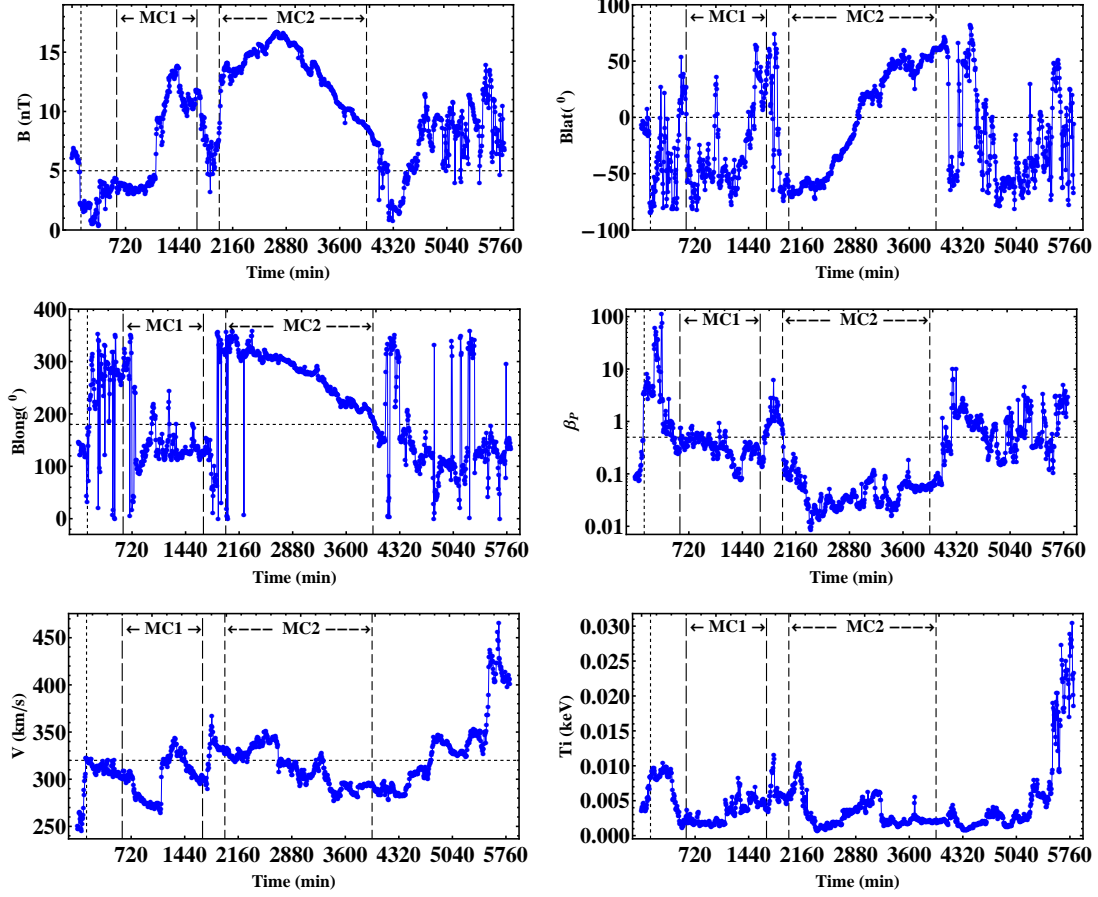 ← MC1 → ← MC2 →
15
10
5
0
B (nT)
720 1440 2160 2880 3600 4320 5040 5760
Time (min)
← MC1 → ← MC2 →
100
50
0
−50
−100
Blat(⁰)
720 1440 2160 2880 3600 4320 5040 5760
Time (min)
← MC1 → ← MC2 →
400
300
200
100
0
Blong(⁰)
720 1440 2160 2880 3600 4320 5040 5760
Time (min)
← MC1 → ← MC2 →
100
10
1
0.1
0.01
βP
720 1440 2160 2880 3600 4320 5040 5760
Time (min)
← MC1 → ← MC2 →
450
400
350
300
250
V (km/s)
720 1440 2160 2880 3600 4320 5040 5760
Time (min)
← MC1 → ← MC2 →
0.030
0.025
0.020
0.015
0.010
0.005
0.000
Ti (keV)
720 1440 2160 2880 3600 4320 5040 5760
Time (min)